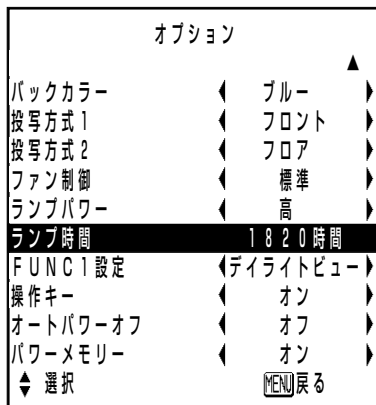 オプション
▲
バックカラー ◀ ブルー ▶
投写方式1 ◀ フロント ▶
投写方式2 ◀ フロア ▶
ファン制御 ◀ 標準 ▶
ランプパワー ◀ 高 ▶
ランプ時間 1820時間
FUNC1設定 ◀デイライトビュー▶
操作キー ◀ オン ▶
オートパワーオフ ◀ オフ ▶
パワーメモリー ◀ オン ▶
◆ 選択 MENU戻る